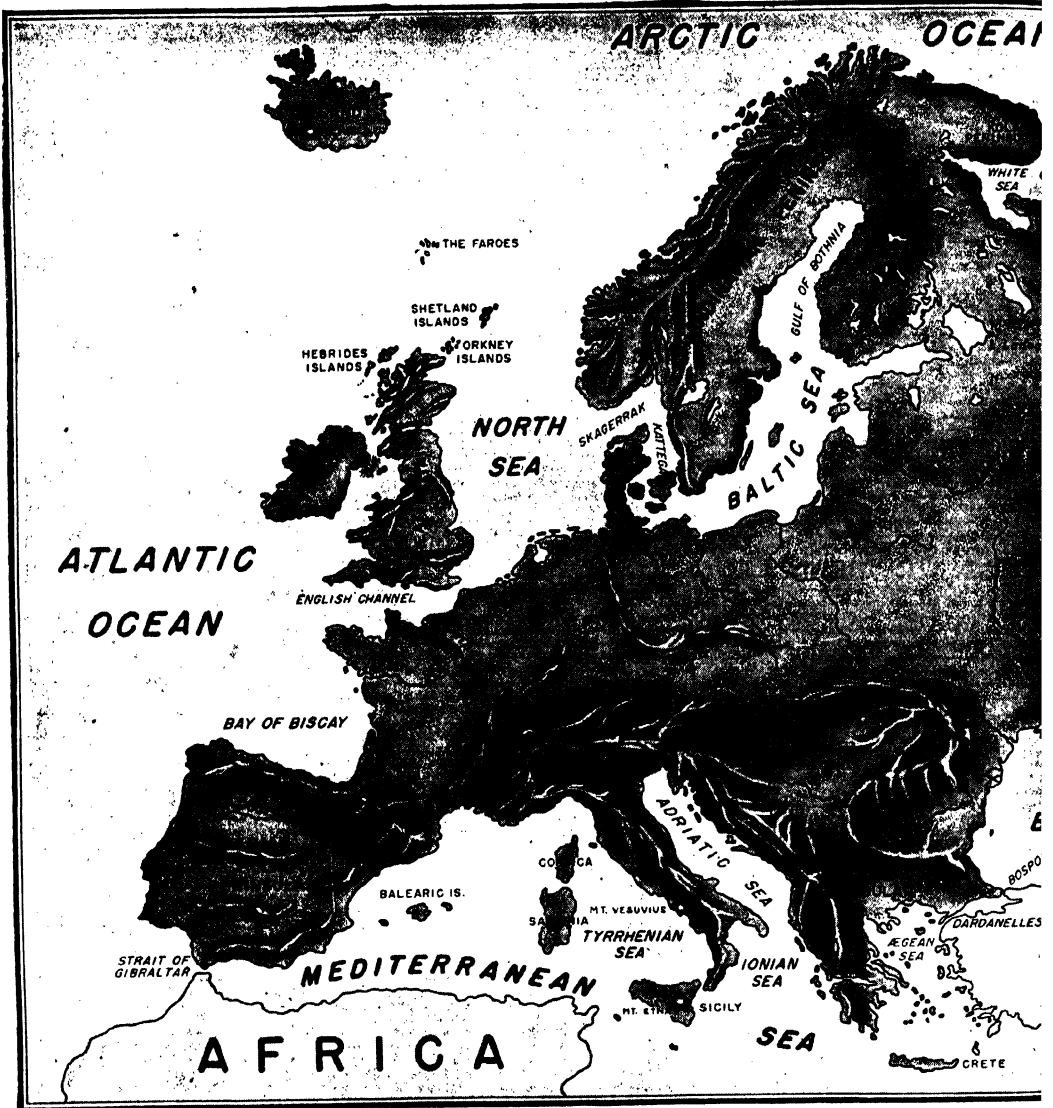 ARCTIC OCEAN
WHITE
SEA
THE FAROES
GULF OF BOTHNIA
SHETLAND
ISLANDS
ORKNEY
ISLANDS
HEBRIDES
ISLANDS
NORTH
SEA
SKAGERRAK
BALTIC SEA
ATLANTIC
OCEAN
ENGLISH CHANNEL
BAY OF BISCAY
ADRIATIC SEA
BALEARIC IS.
MT. VESUVIUS
TYRRHENIAN
SEA
BOSPO
DARDANELLES
ÆGEAN
SEA
STRAIT OF
GIBRALTAR
MEDITERRANEAN
SEA
IONIAN
SEA
SICILY
AFRICA
CRETE